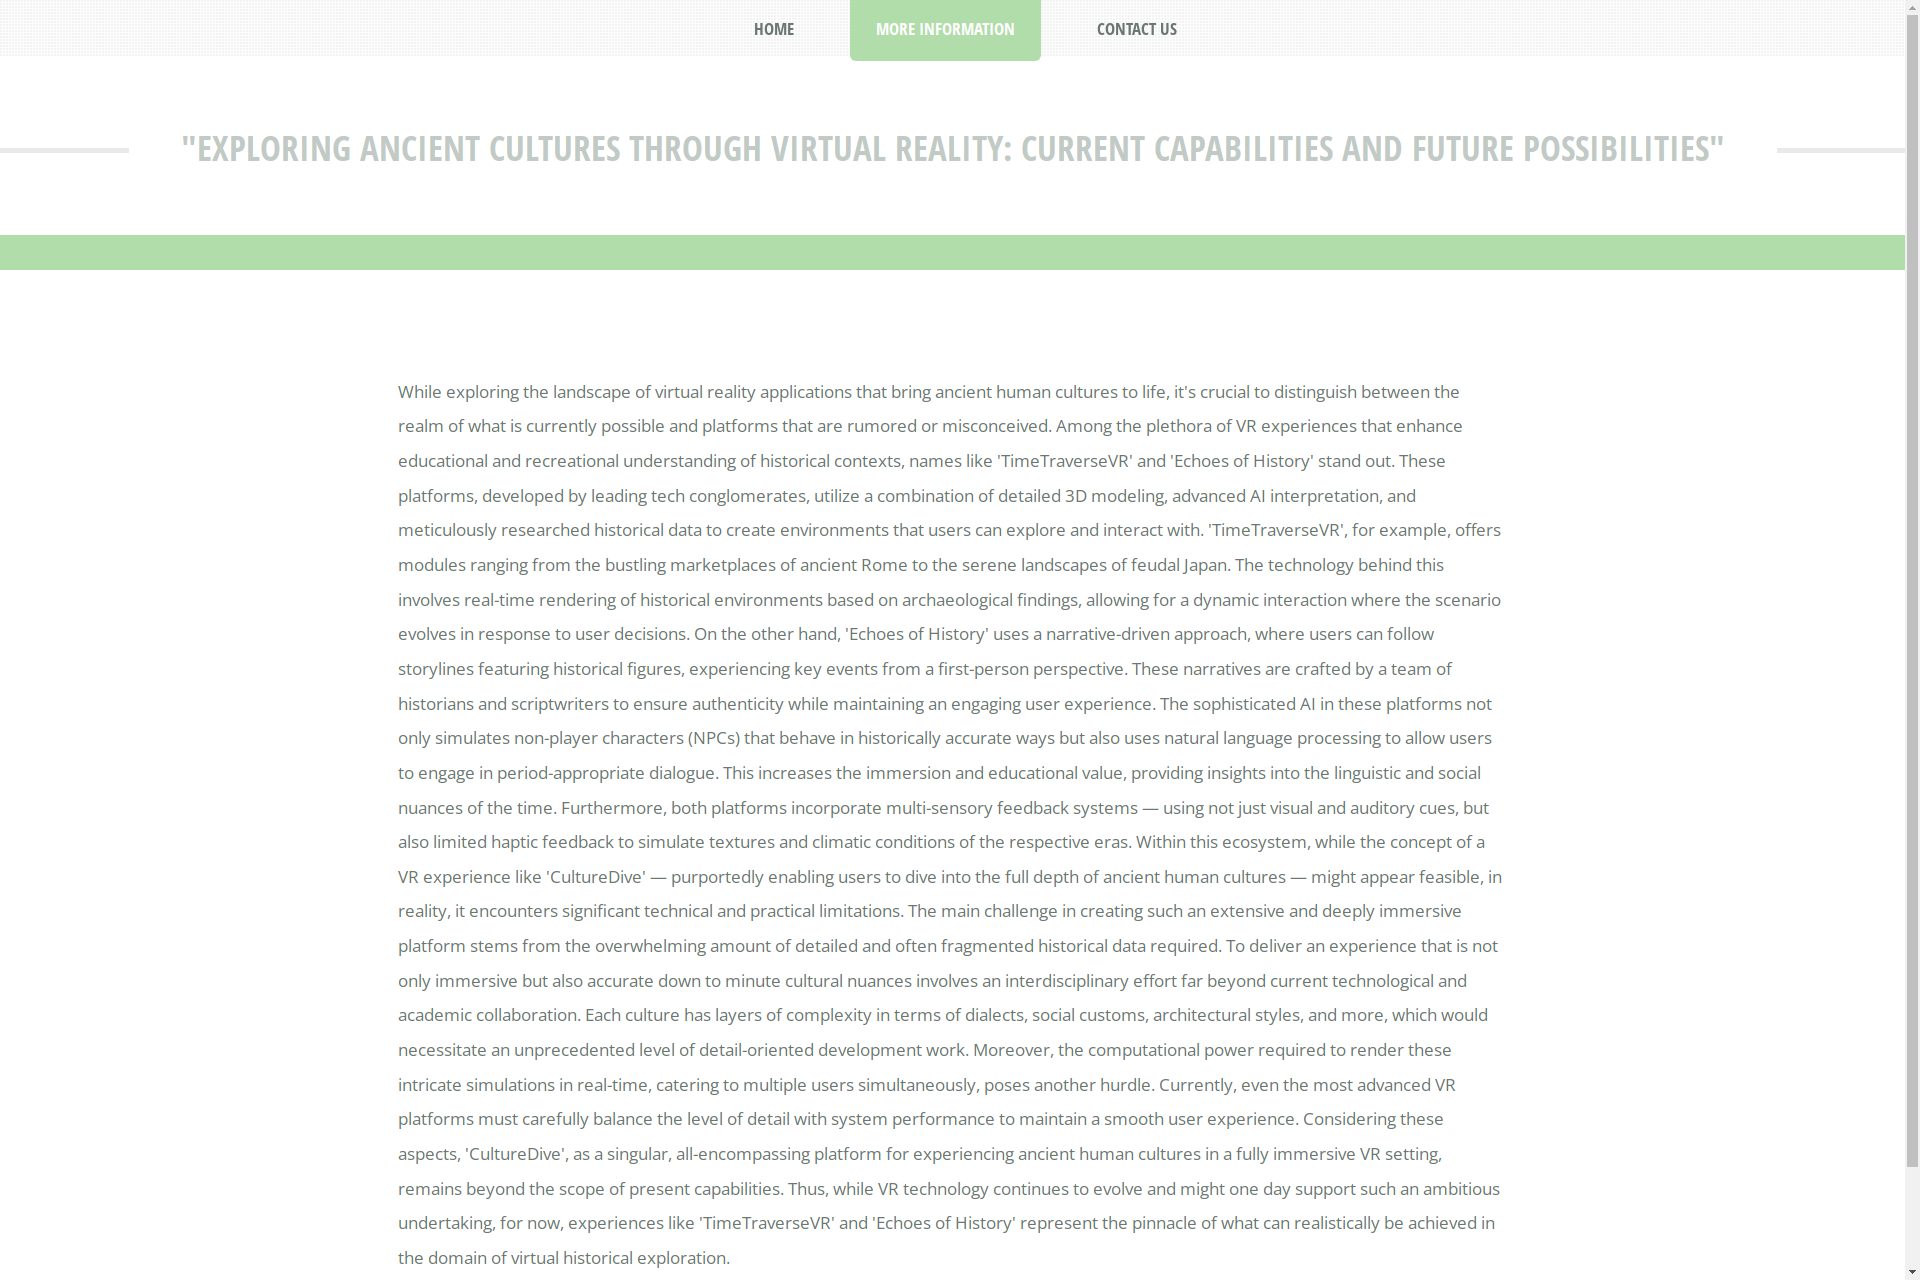 HOME
MORE INFORMATION
CONTACT US
"EXPLORING ANCIENT CULTURES THROUGH VIRTUAL REALITY: CURRENT CAPABILITIES AND FUTURE POSSIBILITIES"
While exploring the landscape of virtual reality applications that bring ancient human cultures to life, it's crucial to distinguish between the
realm of what is currently possible and platforms that are rumored or misconceived. Among the plethora of VR experiences that enhance
educational and recreational understanding of historical contexts, names like 'TimeTraverseVR' and 'Echoes of History' stand out. These
platforms, developed by leading tech conglomerates, utilize a combination of detailed 3D modeling, advanced AI interpretation, and
meticulously researched historical data to create environments that users can explore and interact with. 'TimeTraverseVR', for example, offers
modules ranging from the bustling marketplaces of ancient Rome to the serene landscapes of feudal Japan. The technology behind this
involves real-time rendering of historical environments based on archaeological findings, allowing for a dynamic interaction where the scenario
evolves in response to user decisions. On the other hand, 'Echoes of History' uses a narrative-driven approach, where users can follow
storylines featuring historical figures, experiencing key events from a first-person perspective. These narratives are crafted by a team of
historians and scriptwriters to ensure authenticity while maintaining an engaging user experience. The sophisticated AI in these platforms not
only simulates non-player characters (NPCs) that behave in historically accurate ways but also uses natural language processing to allow users
to engage in period-appropriate dialogue. This increases the immersion and educational value, providing insights into the linguistic and social
nuances of the time. Furthermore, both platforms incorporate multi-sensory feedback systems — using not just visual and auditory cues, but
also limited haptic feedback to simulate textures and climatic conditions of the respective eras. Within this ecosystem, while the concept of a
VR experience like 'CultureDive' — purportedly enabling users to dive into the full depth of ancient human cultures — might appear feasible, in
reality, it encounters significant technical and practical limitations. The main challenge in creating such an extensive and deeply immersive
platform stems from the overwhelming amount of detailed and often fragmented historical data required. To deliver an experience that is not
only immersive but also accurate down to minute cultural nuances involves an interdisciplinary effort far beyond current technological and
academic collaboration. Each culture has layers of complexity in terms of dialects, social customs, architectural styles, and more, which would
necessitate an unprecedented level of detail-oriented development work. Moreover, the computational power required to render these
intricate simulations in real-time, catering to multiple users simultaneously, poses another hurdle. Currently, even the most advanced VR
platforms must carefully balance the level of detail with system performance to maintain a smooth user experience. Considering these
aspects, 'CultureDive', as a singular, all-encompassing platform for experiencing ancient human cultures in a fully immersive VR setting,
remains beyond the scope of present capabilities. Thus, while VR technology continues to evolve and might one day support such an ambitious
undertaking, for now, experiences like 'TimeTraverseVR' and 'Echoes of History' represent the pinnacle of what can realistically be achieved in
the domain of virtual historical exploration.